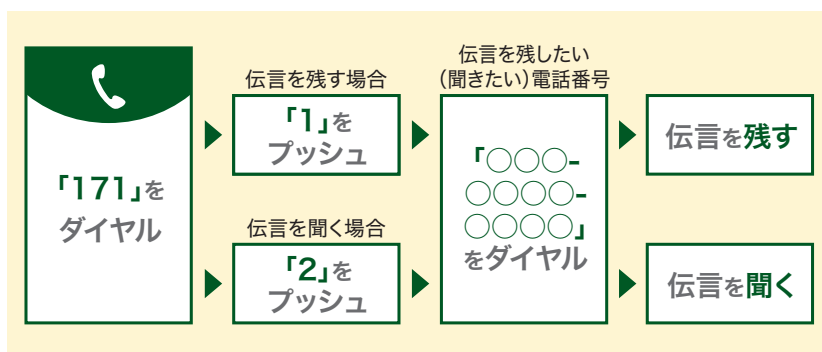 「171」を
ダイヤル
伝言を残す場合
「1」を
プッシュ
伝言を聞く場合
「2」を
プッシュ
伝言を残したい
（聞きたい）電話番号
「○○○-
○○○○-
○○○○」
をダイヤル
伝言を残す
伝言を聞く